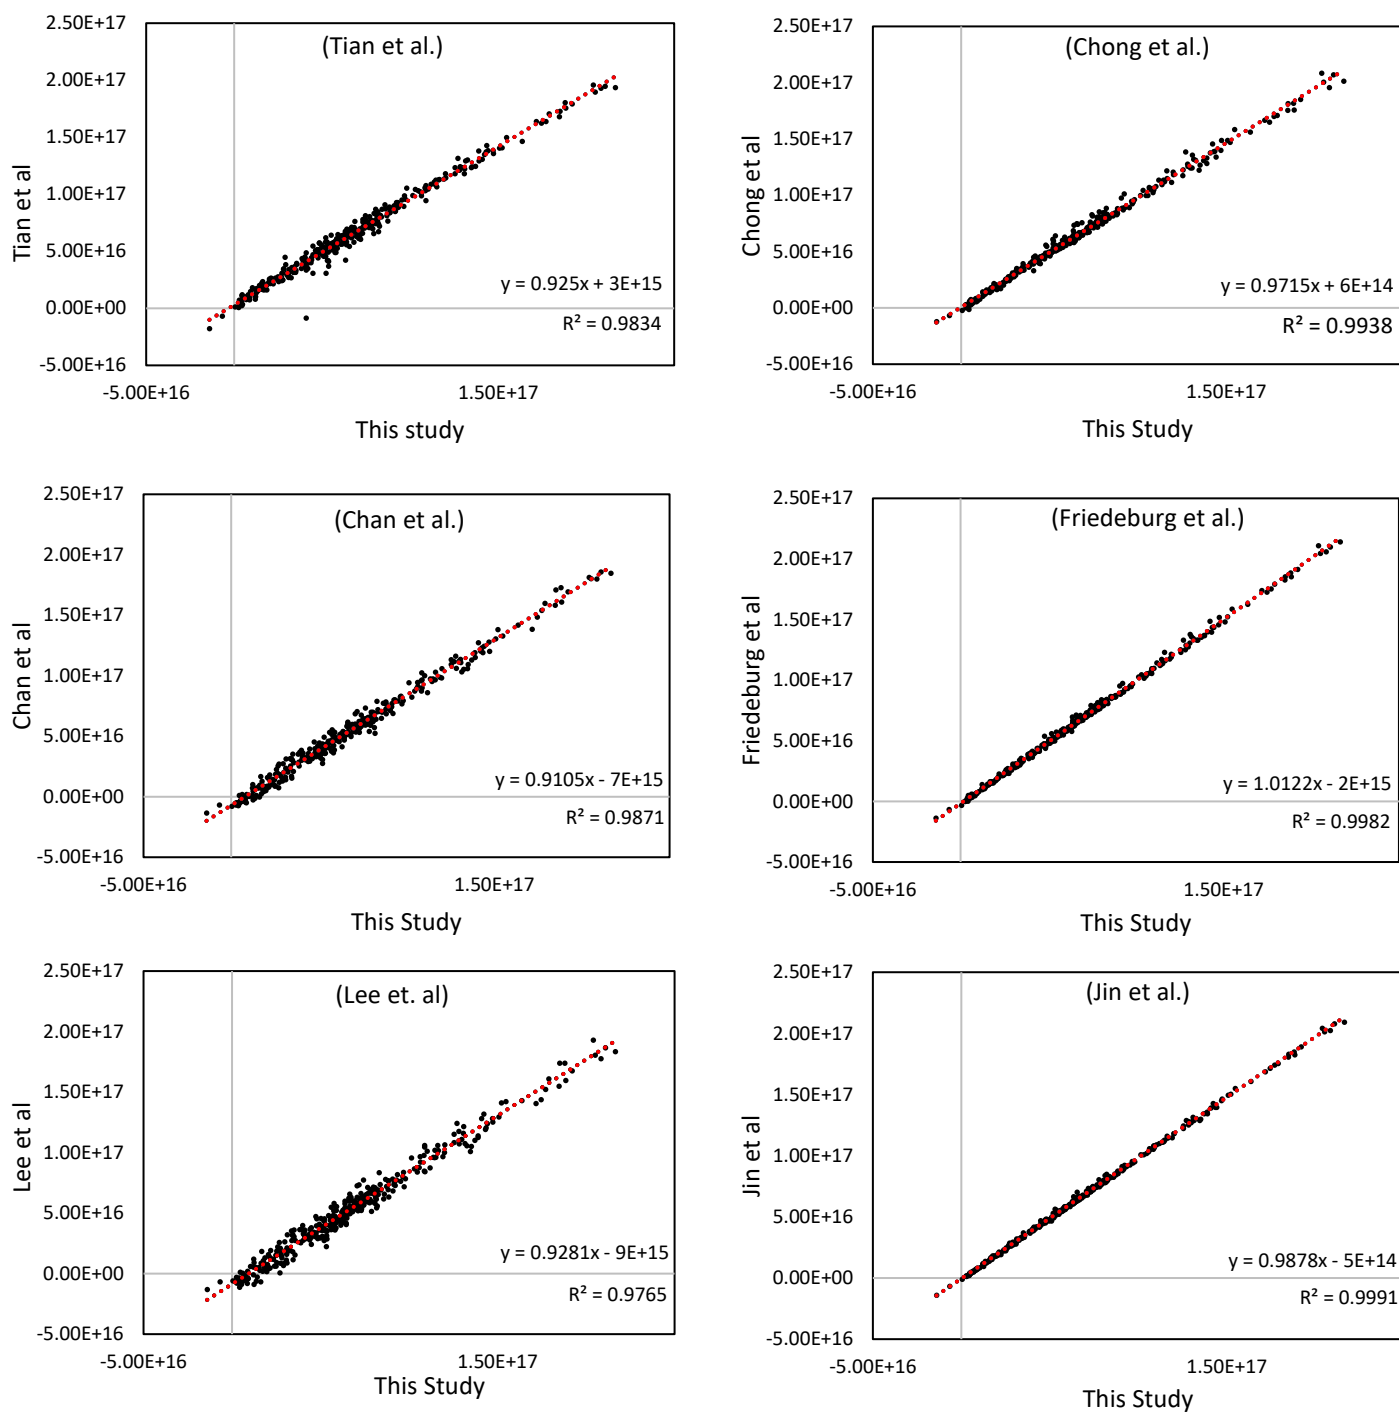 (Tian et al.)
2.50E+17
2.00E+17
1.50E+17
1.00E+17
5.00E+16
0.00E+00
-5.00E+16
Tian et al
y = 0.925x + 3E+15
R² = 0.9834
-5.00E+16
1.50E+17
This study
(Chong et al.)
2.50E+17
2.00E+17
1.50E+17
1.00E+17
5.00E+16
0.00E+00
-5.00E+16
Chong et al
y = 0.9715x + 6E+14
R² = 0.9938
-5.00E+16
1.50E+17
This Study
(Chan et al.)
2.50E+17
2.00E+17
1.50E+17
1.00E+17
5.00E+16
0.00E+00
-5.00E+16
Chan et al
y = 0.9105x - 7E+15
R² = 0.9871
-5.00E+16
1.50E+17
This Study
(Friedeburg et al.)
2.50E+17
2.00E+17
1.50E+17
1.00E+17
5.00E+16
0.00E+00
-5.00E+16
Friedeburg et al
y = 1.0122x - 2E+15
R² = 0.9982
-5.00E+16
1.50E+17
This Study
(Lee et. al)
2.50E+17
2.00E+17
1.50E+17
1.00E+17
5.00E+16
0.00E+00
-5.00E+16
Lee et al
y = 0.9281x - 9E+15
R² = 0.9765
-5.00E+16
1.50E+17
This Study
(Jin et al.)
2.50E+17
2.00E+17
1.50E+17
1.00E+17
5.00E+16
0.00E+00
-5.00E+16
Jin et al
y = 0.9878x - 5E+14
R² = 0.9991
-5.00E+16
1.50E+17
This Study